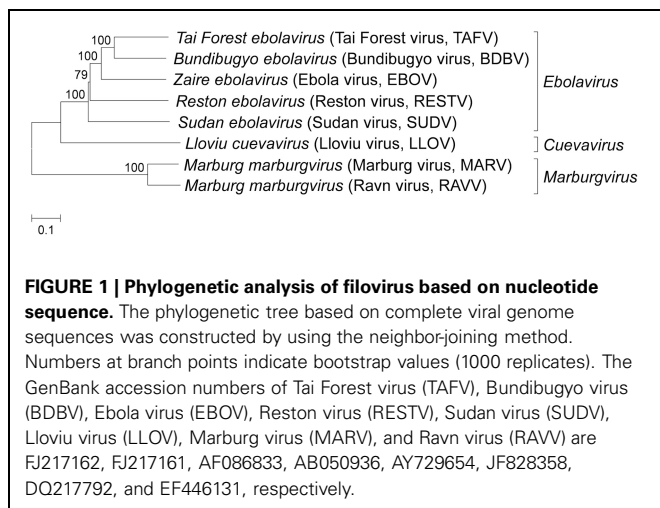 100 Tai Forest ebolavirus (Tai Forest virus, TAFV)
100 Bundibugyo ebolavirus (Bundibugyo virus, BDBV)
79 Zaire ebolavirus (Ebola virus, EBOV) Ebolavirus
100 Reston ebolavirus (Reston virus, RESTV)
Sudan ebolavirus (Sudan virus, SUDV)
Lloviu cuevavirus (Lloviu virus, LLOV) Cuevavirus
100 Marburg marburgvirus (Marburg virus, MARV)
Marburg marburgvirus (Ravn virus, RAVV) Marburgvirus
0.1
FIGURE 1 | Phylogenetic analysis of filovirus based on nucleotide
sequence. The phylogenetic tree based on complete viral genome
sequences was constructed by using the neighbor-joining method.
Numbers at branch points indicate bootstrap values (1000 replicates). The
GenBank accession numbers of Tai Forest virus (TAFV), Bundibugyo virus
(BDBV), Ebola virus (EBOV), Reston virus (RESTV), Sudan virus (SUDV),
Lloviu virus (LLOV), Marburg virus (MARV), and Ravn virus (RAVV) are
FJ217162, FJ217161, AF086833, AB050936, AY729654, JF828358,
DQ217792, and EF446131, respectively.